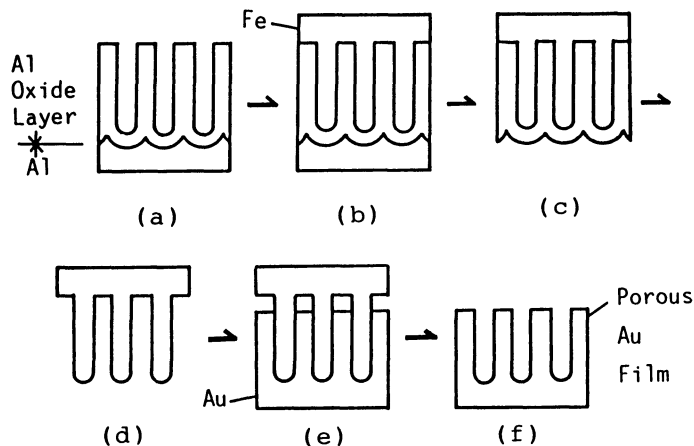 Fe
Al
Oxide
Layer
Al
(a)
(b)
(c)
Porous
Au
Film
Au
(d)
(e)
(f)